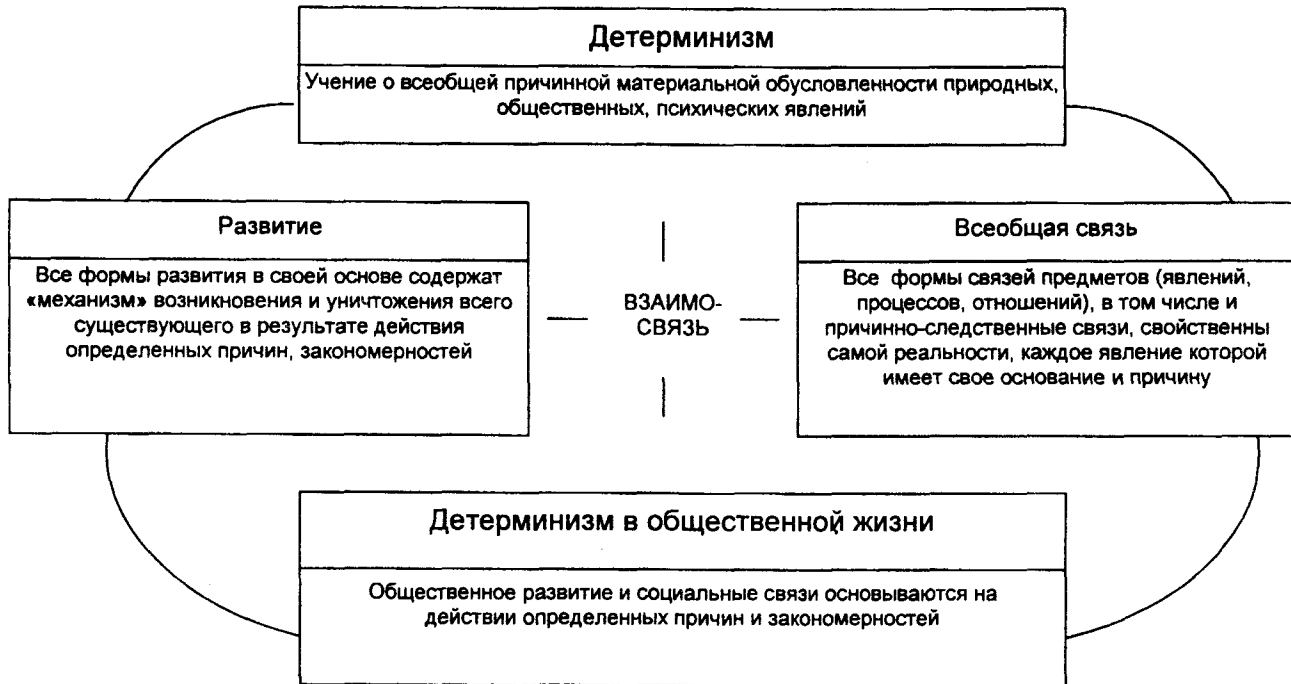 Детерминизм
Учение о всеобщей причинной материальной обусловленности природных,
общественных, психических явлений
Развитие
Все формы развития в своей основе содержат
«механизм» возникновения и уничтожения всего
существующего в результате действия
определенных причин, закономерностей
ВЗАИМО-
СВЯЗЬ
Всеобщая связь
Все формы связей предметов (явлений,
процессов, отношений), в том числе и
причинно-следственные связи, свойственны
самой реальности, каждое явление которой
имеет свое основание и причину
Детерминизм в общественной жизни
Общественное развитие и социальные связи основываются на
действии определенных причин и закономерностей